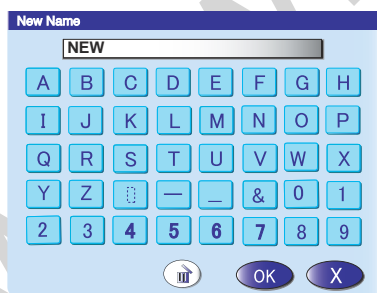 New Name
NEW
A B C D E F G H
I J K L M N O P
Q R S T U V W X
Y Z — _ & 0 1
2 3 4 5 6 7 8 9
OK X